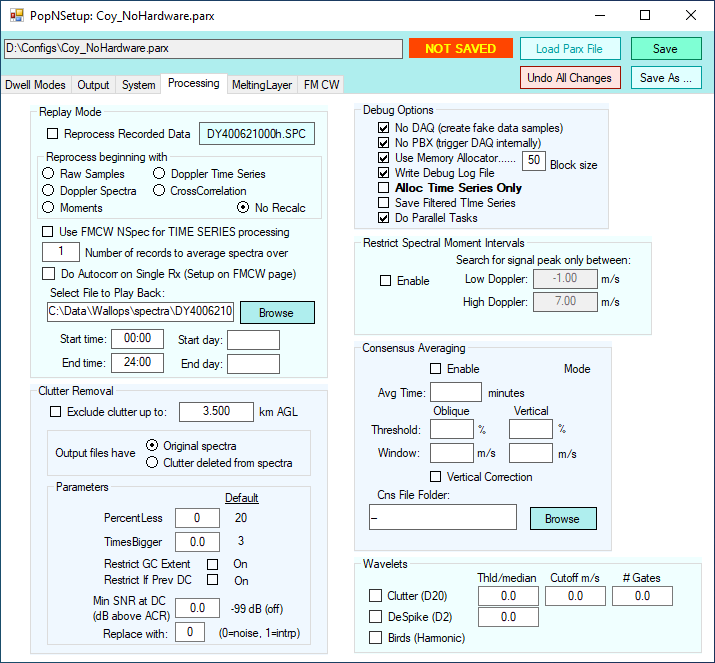 PopNSetup: Coy_NoHardware.parx
D:\Configs\Coy_NoHardware.parx
NOT SAVED
Load Parx File
Save
Undo All Changes
Save As ...
Dwell Modes
Output
System
Processing
MeltingLayer
FM CW
Replay Mode
Reprocess Recorded Data
DY400621000h.SPC
Reprocess beginning with
Raw Samples
Doppler Time Series
Doppler Spectra
CrossCorrelation
Moments
No Recalc
Use FMCW NSpec for TIME SERIES processing
1 Number of records to average spectra over
Do Autocorr on Single Rx (Setup on FMCW page)
Select File to Play Back:
C:\Data\Wallops\spectra\DY4006210
Browse
Start time: 00:00 Start day:
End time: 24:00 End day:
Clutter Removal
Exclude clutter up to: 3.500 km AGL
Output files have
Original spectra
Clutter deleted from spectra
Parameters
Default
PercentLess 0 20
TimesBigger 0.0 3
Restrict GC Extent On
Restrict If Prev DC On
Min SNR at DC
(dB above ACR) 0.0 -99 dB (off)
Replace with: 0 (0=noise, 1=intrp)
Debug Options
No DAQ (create fake data samples)
No PBX (trigger DAQ internally)
Use Memory Allocator...... 50 Block size
Write Debug Log File
Alloc Time Series Only
Save Filtered TIme Series
Do Parallel Tasks
Restrict Spectral Moment Intervals
Search for signal peak only between:
Enable
Low Doppler: -1.00 m/s
High Doppler: 7.00 m/s
Consensus Averaging
Enable
Mode
Avg Time: minutes
Oblique Vertical
Threshold: % %
Window: m/s m/s
Vertical Correction
Cns File Folder:
_
Browse
Wavelets
Thld/median Cutoff m/s # Gates
Clutter (D20) 0.0 0.0 0.0
DeSpike (D2) 0.0
Birds (Harmonic)